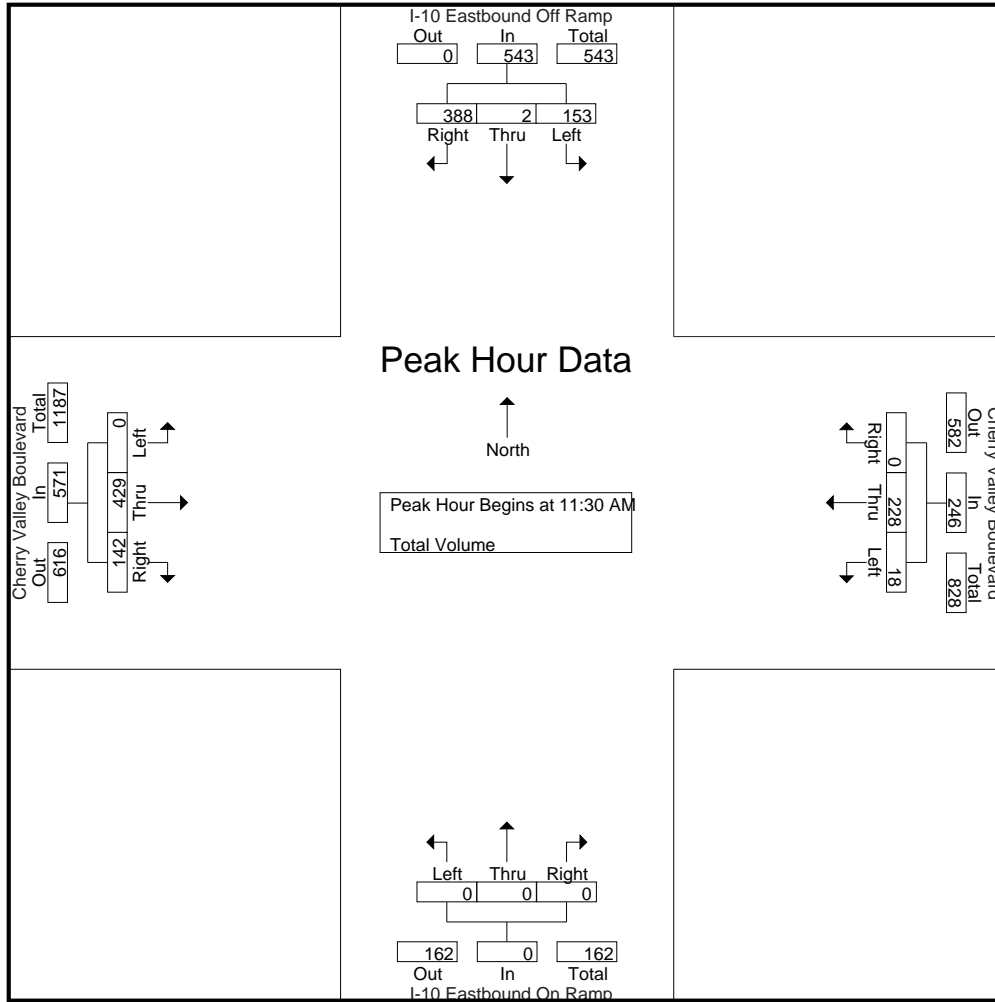 I-10 Eastbound Off Ramp
Out In Total
0 543 543
388 2 153
Right Thru Left
Peak Hour Data
North
Peak Hour Begins at 11:30 AM
Total Volume
Cherry Valley Boulevard
Out In Total
616 571 1187
142 429 0
Right Thru Left
Cherry Valley Boulevard
Out In Total
582 246 828
0 228 18
Right Thru Left
Left Thru Right
0 0 0
162 0 162
Out In Total
I-10 Eastbound On Ramp